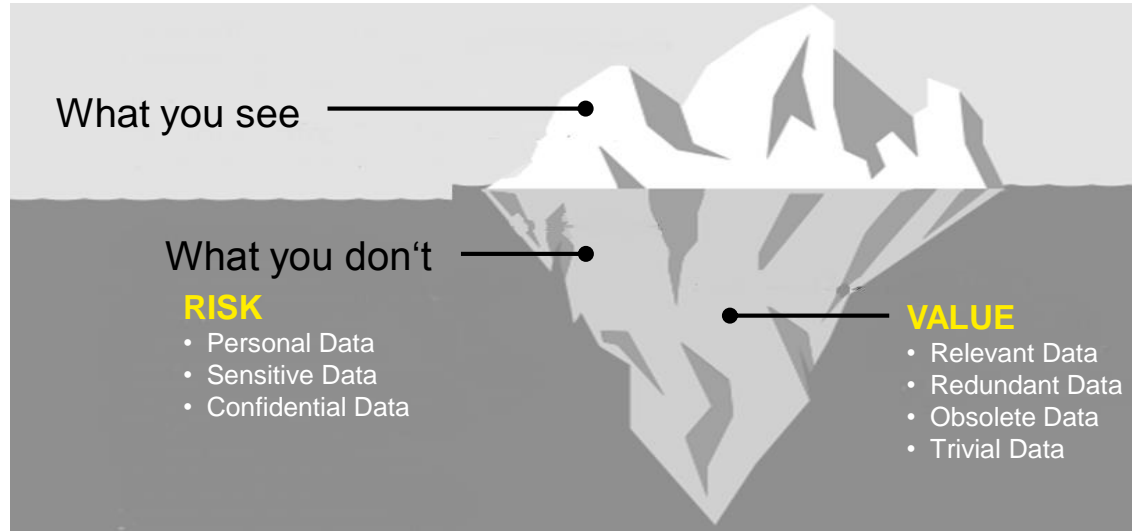 What you see
What you don‘t
RISK
• Personal Data
• Sensitive Data
• Confidential Data
VALUE
• Relevant Data
• Redundant Data
• Obsolete Data
• Trivial Data